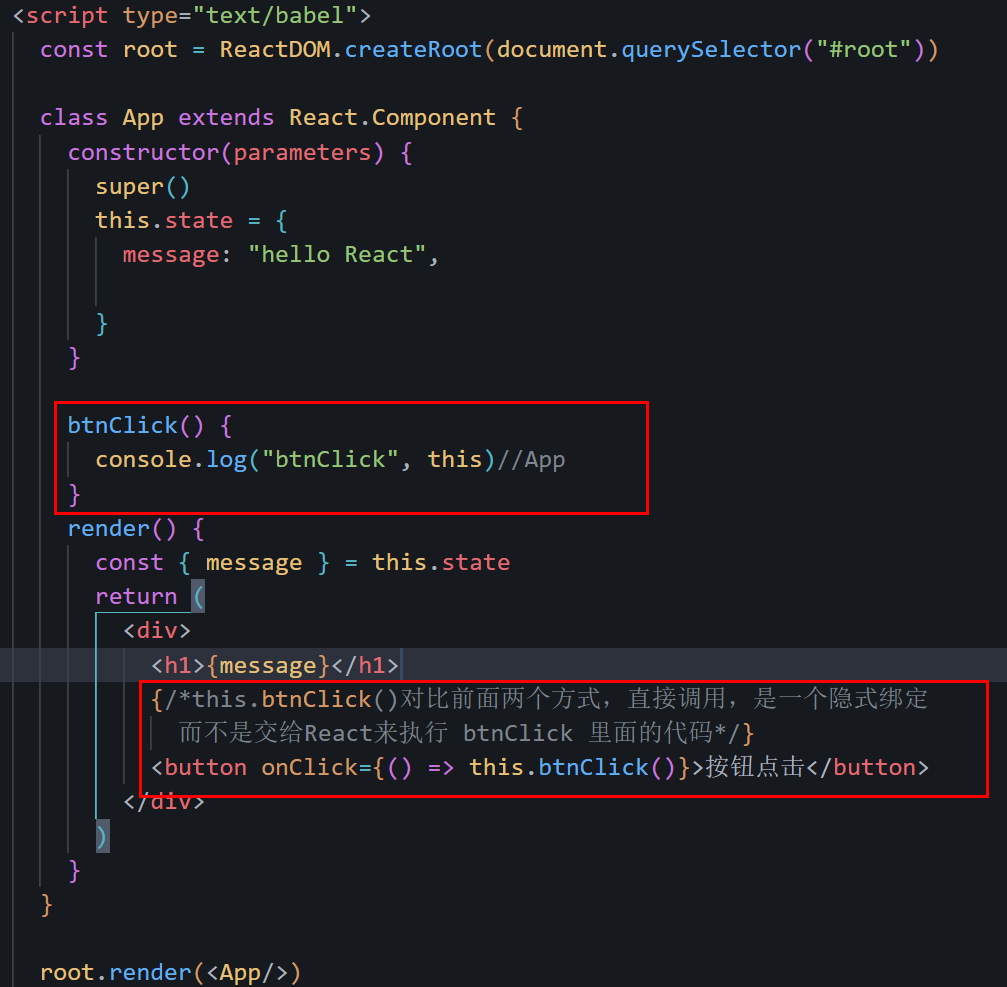 <script type="text/babel">
const root = ReactDOM.createRoot(document.querySelector("#root"))
class App extends React.Component {
constructor(parameters) {
super()
this.state = {
message: "hello React",
}
}
btnClick() {
console.log("btnClick", this)//App
}
render() {
const { message } = this.state
return (
<div>
<h1>{message}</h1>
{/*this.btnClick()对比前面两个方式，直接调用，是一个隐式绑定
而不是交给React来执行 btnClick 里面的代码*/}
<button onClick={() => this.btnClick()}>按钮点击</button>
</div>
)
}
}
root.render(<App/>)